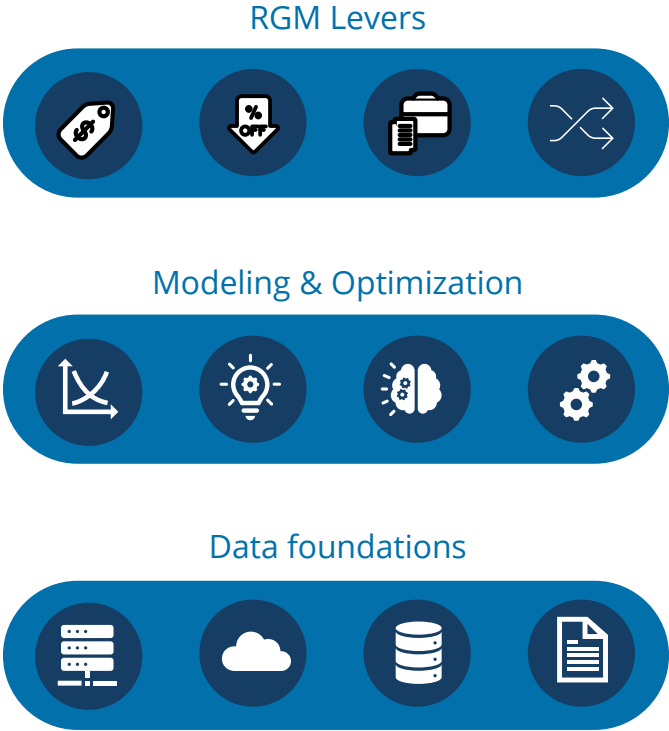 RGM Levers
$
%
OFF
Modeling & Optimization
Data foundations